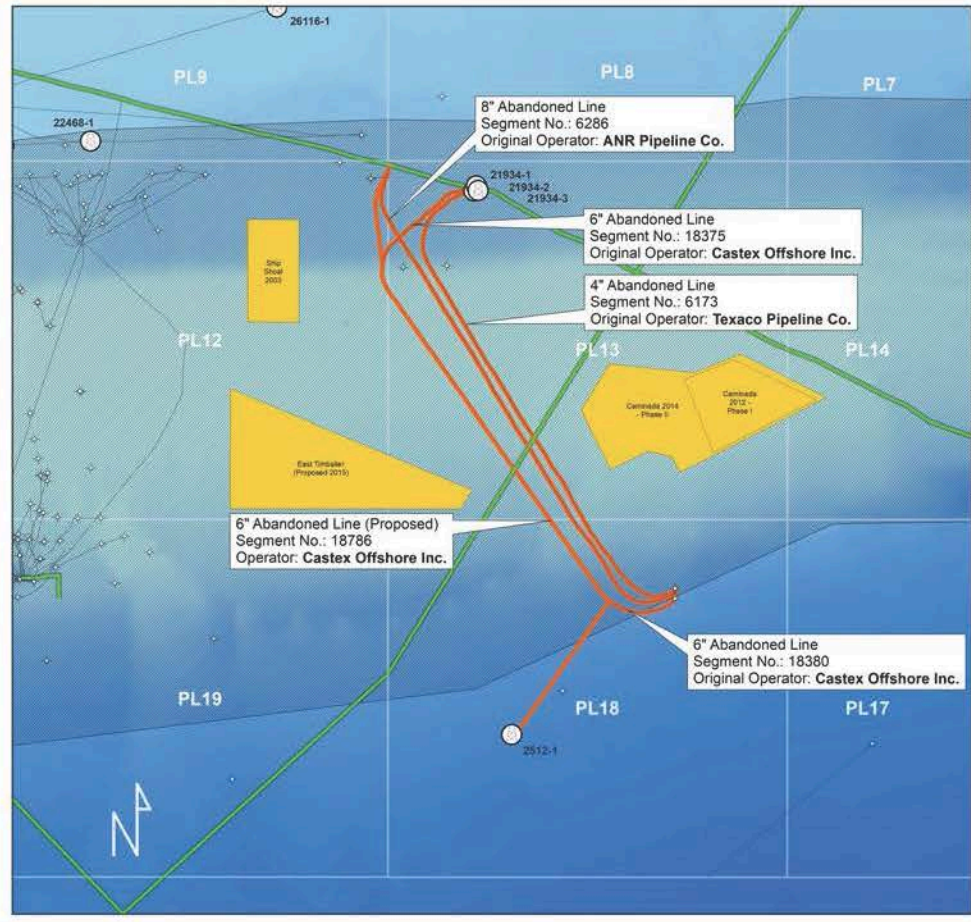 26116-1
PL9
PL8
PL7
8" Abandoned Line
Segment No.: 6286
Original Operator: ANR Pipeline Co.
22468-1
21934-1
21934-2
21934-3
6" Abandoned Line
Segment No.: 18375
Original Operator: Castex Offshore Inc.
Ship
Shoal
2003
4" Abandoned Line
Segment No.: 6173
Original Operator: Texaco Pipeline Co.
PL12
PL13
PL14
Caminada 2014
- Phase II
Caminada
2012 -
Phase I
East Timbalier
(Proposed 2015)
6" Abandoned Line (Proposed)
Segment No.: 18786
Operator: Castex Offshore Inc.
6" Abandoned Line
Segment No.: 18380
Original Operator: Castex Offshore Inc.
PL19
PL18
PL17
2512-1
N